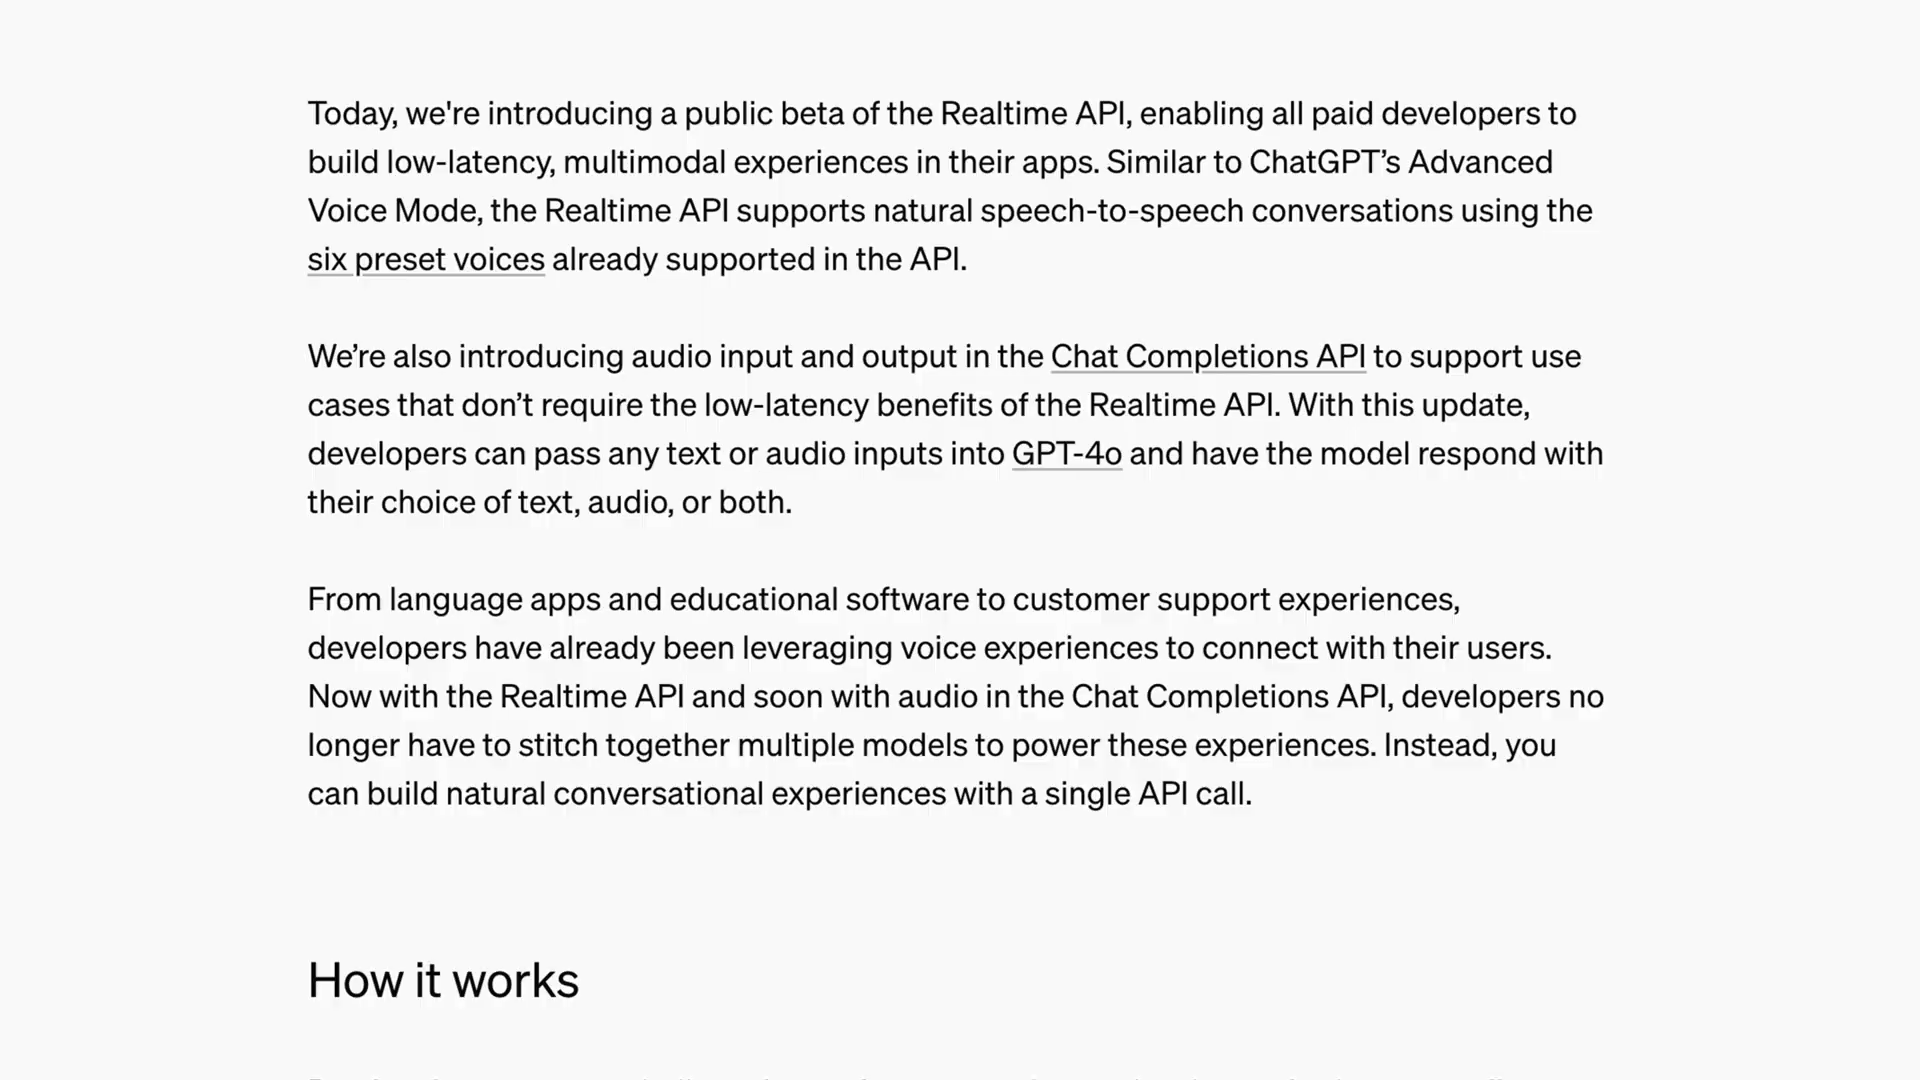 Today, we're introducing a public beta of the Realtime API, enabling all paid developers to
build low-latency, multimodal experiences in their apps. Similar to ChatGPT’s Advanced
Voice Mode, the Realtime API supports natural speech-to-speech conversations using the
six preset voices already supported in the API.
We’re also introducing audio input and output in the Chat Completions API to support use
cases that don’t require the low-latency benefits of the Realtime API. With this update,
developers can pass any text or audio inputs into GPT-4o and have the model respond with
their choice of text, audio, or both.
From language apps and educational software to customer support experiences,
developers have already been leveraging voice experiences to connect with their users.
Now with the Realtime API and soon with audio in the Chat Completions API, developers no
longer have to stitch together multiple models to power these experiences. Instead, you
can build natural conversational experiences with a single API call.
How it works